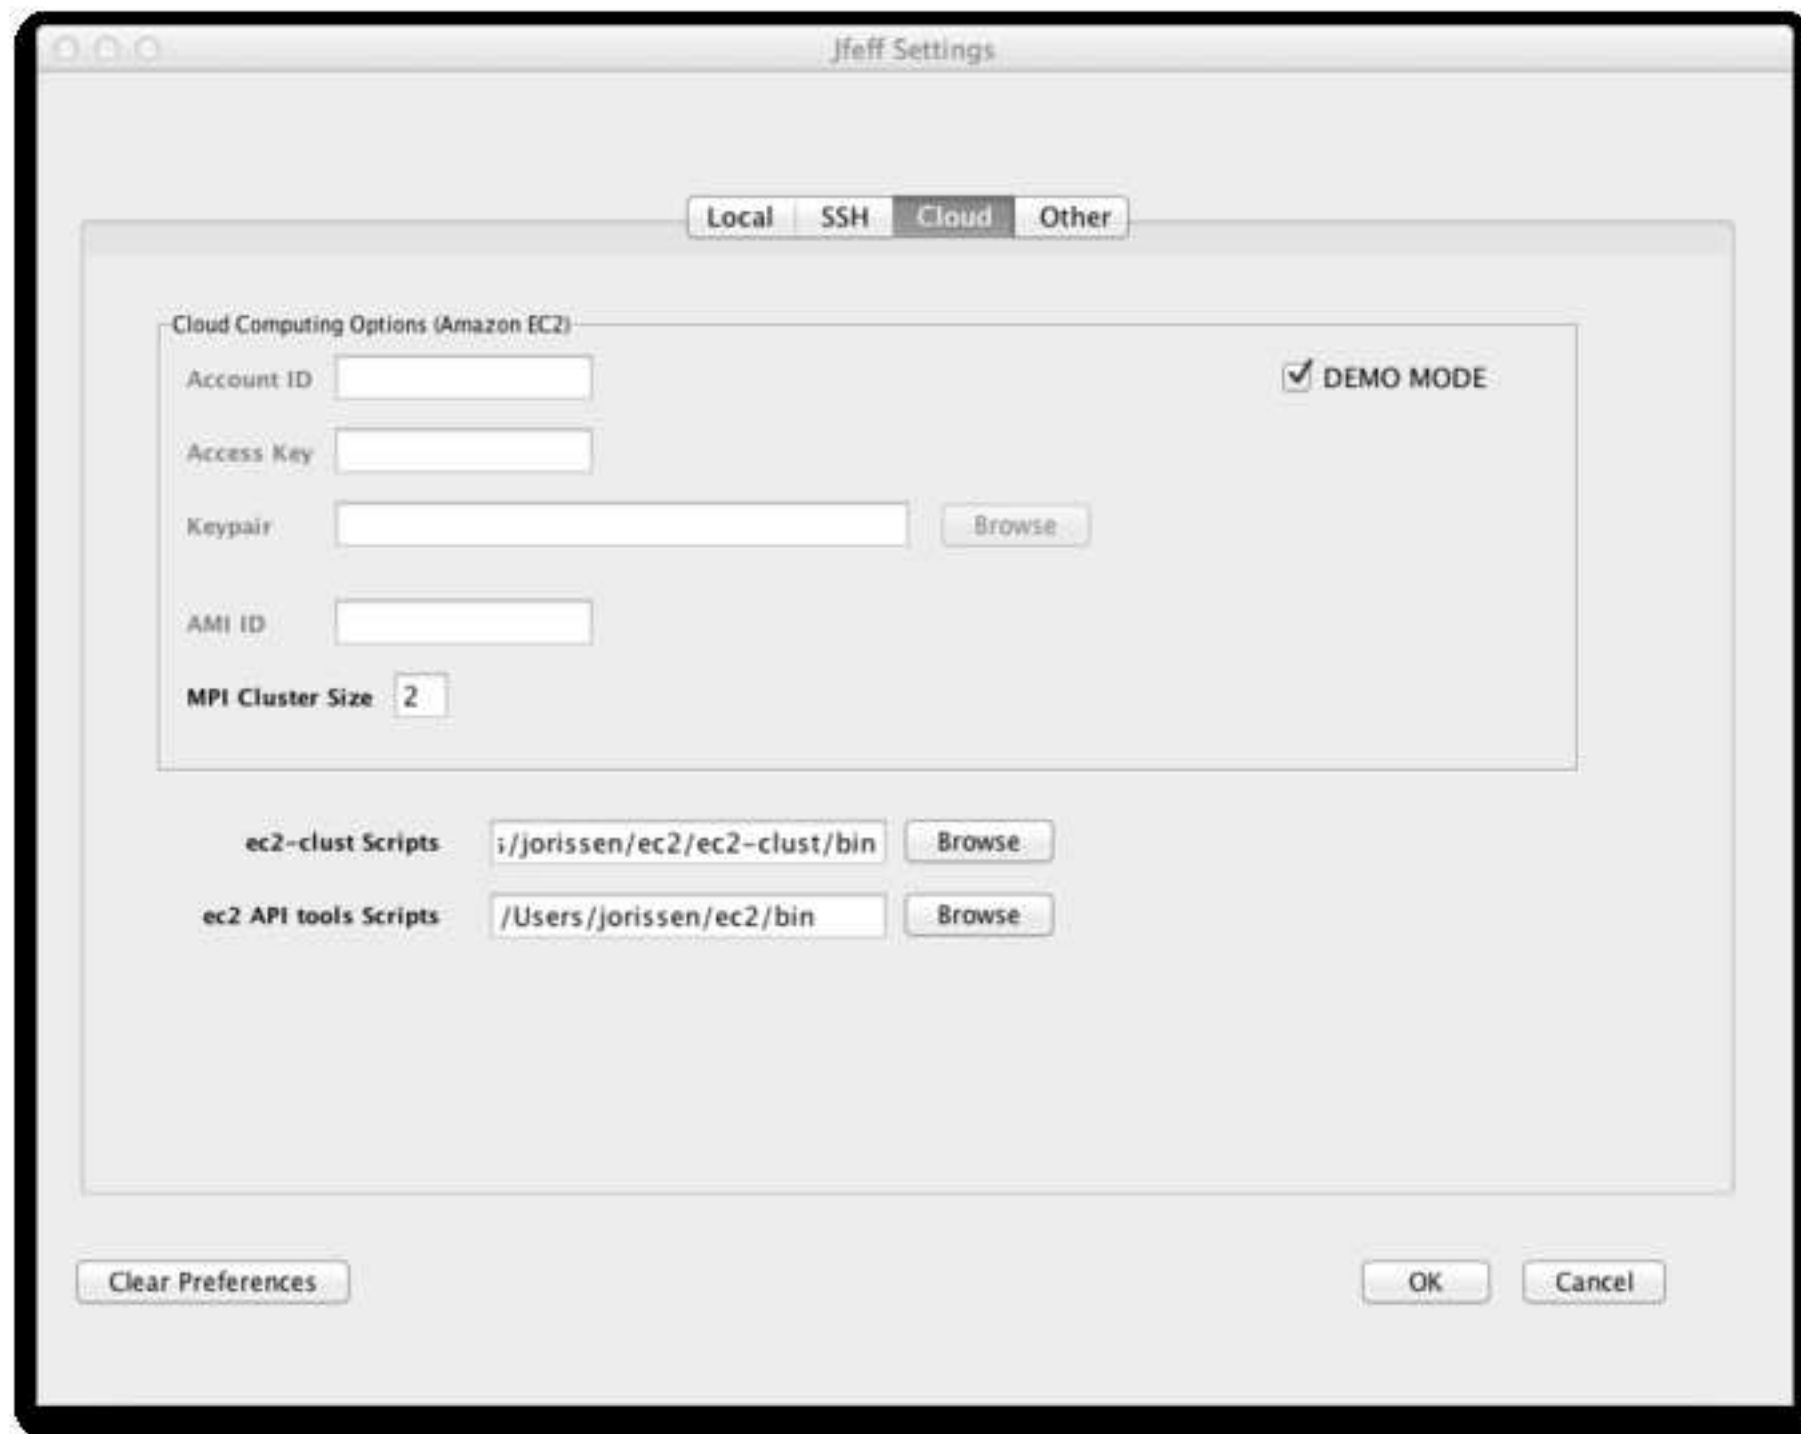 Jfeff Settings
Local SSH Cloud Other
Cloud Computing Options (Amazon EC2)
Account ID
DEMO MODE
Access Key
Keypair Browse
AMI ID
MPI Cluster Size 2
ec2-clust Scripts /jorissen/ec2/ec2-clust/bin Browse
ec2 API tools Scripts /Users/jorissen/ec2/bin Browse
Clear Preferences OK Cancel